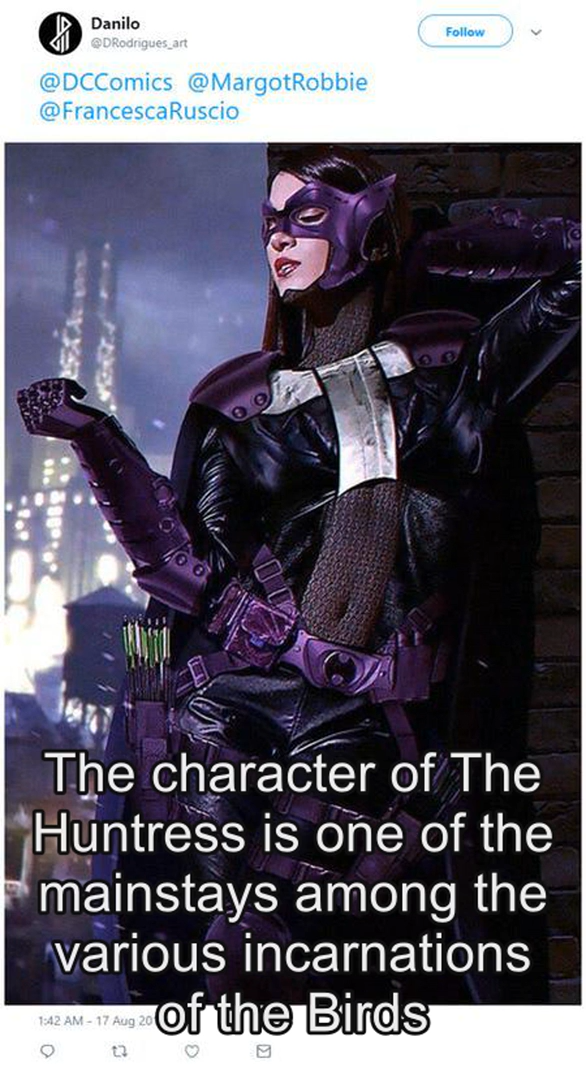 Danilo
@DRodrigues_art
Follow
@DCComics @MargotRobbie
@FrancescaRuscio
The character of The
Huntress is one of the
mainstays among the
various incarnations
of the Birds
1:42 AM - 17 Aug 20